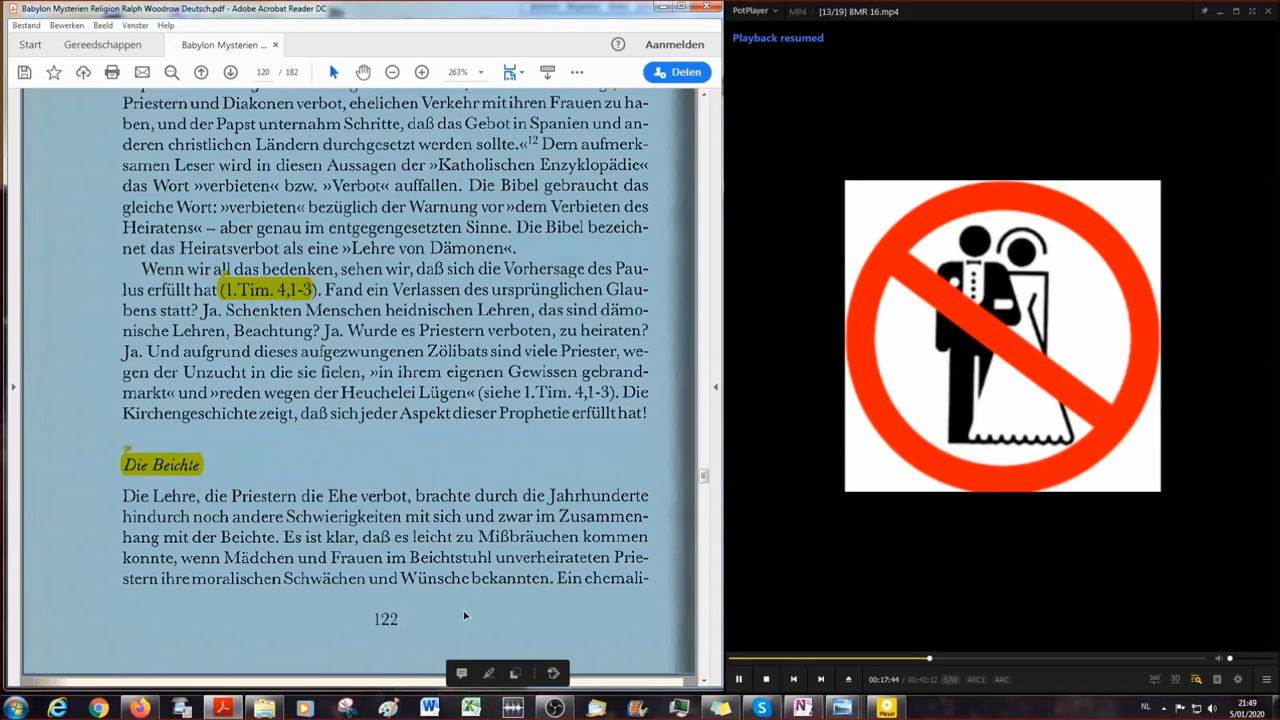 Babylon Mysterien Religion Ralph Woodrow Deutsch.pdf - Adobe Acrobat Reader DC
Bestand Bewerken Beeld Venster Help
Start Gereedschappen Babylon Mysterien ... × Aanmelden
120 / 182 263% Delen
Priestern und Diakonen verbot, ehelichen Verkehr mit ihren Frauen zu ha-
ben, und der Papst unternahm Schritte, daß das Gebot in Spanien und an-
deren christlichen Ländern durchgesetzt werden sollte.«12 Dem aufmerk-
samen Leser wird in diesen Aussagen der »Katholischen Enzyklopädie«
das Wort »verbieten« bzw. »Verbot« auffallen. Die Bibel gebraucht das
gleiche Wort: »verbieten« bezüglich der Warnung vor »dem Verbieten des
Heiratens« – aber genau im entgegengesetzten Sinne. Die Bibel bezeich-
net das Heiratsverbot als eine »Lehre von Dämonen«.
Wenn wir all das bedenken, sehen wir, daß sich die Vorhersage des Pau-
lus erfüllt hat (1.Tim. 4,1-3). Fand ein Verlassen des ursprünglichen Glau-
bens statt? Ja. Schenkten Menschen heidnischen Lehren, das sind dämo-
nische Lehren, Beachtung? Ja. Wurde es Priestern verboten, zu heiraten?
Ja. Und aufgrund dieses aufgezwungenen Zölibats sind viele Priester, we-
gen der Unzucht in die sie fielen, »in ihrem eigenen Gewissen gebrand-
markt« und »reden wegen der Heuchelei Lügen« (siehe 1.Tim. 4,1-3). Die
Kirchengeschichte zeigt, daß sich jeder Aspekt dieser Prophetie erfüllt hat!
Die Beichte
Die Lehre, die Priestern die Ehe verbot, brachte durch die Jahrhunderte
hindurch noch andere Schwierigkeiten mit sich und zwar im Zusammen-
hang mit der Beichte. Es ist klar, daß es leicht zu Mißbräuchen kommen
konnte, wenn Mädchen und Frauen im Beichtstuhl unverheirateten Prie-
stern ihre moralischen Schwächen und Wünsche bekannten. Ein chemali-
122
PotPlayer MP4 [13/19] BMR 16.mp4
Playback resumed
00:17:44 / 00:42:12 S/W AVC1 AAC
360° 3D
NL 21:49
5/01/2020